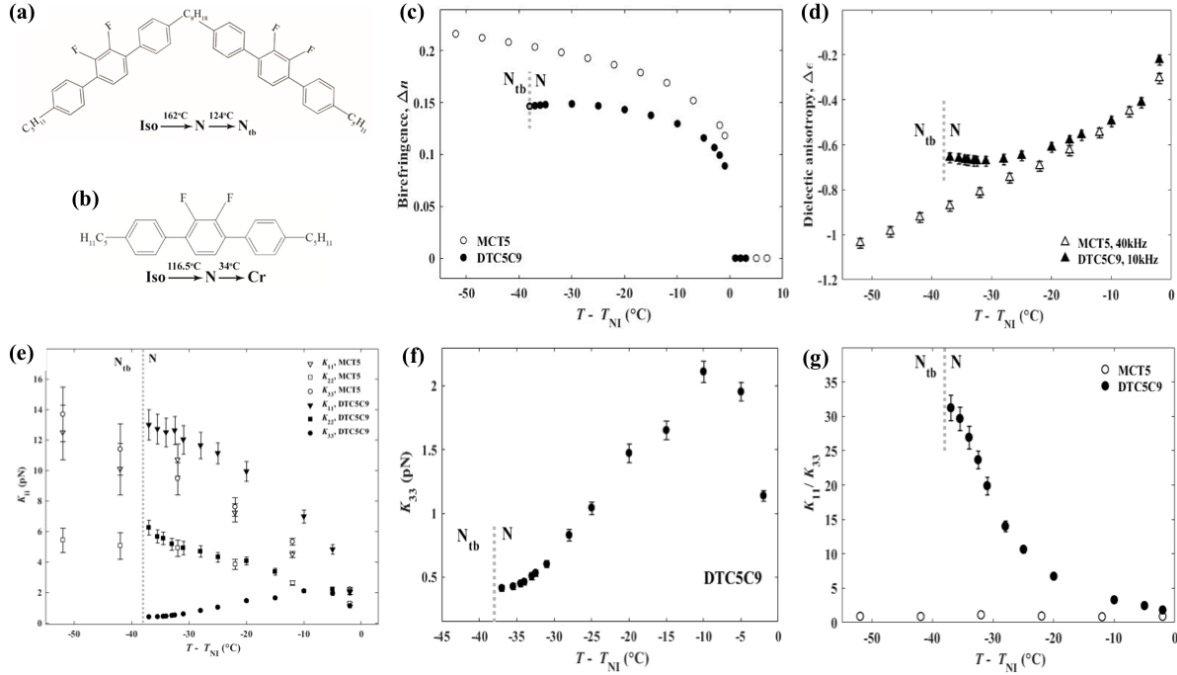 (a)
C₉H₁₈
F
F
F
F
C₅H₁₁
C₅H₁₁
Iso 162°C N 124°C Ntb
(b)
F
F
H₁₁C₅
C₅H₁₁
Iso 116.5°C N 34°C Cr
(c)
Birefringence, Δn
0.2
0.15
0.1
0.05
0
Ntb N
MCT5
DTC5C9
-50 -40 -30 -20 -10 0 10
T - TNI (°C)
(d)
Dielectic anisotropy, Δϵ
-0.2
-0.4
-0.6
-0.8
-1
-1.2
Ntb N
MCT5, 40kHz
DTC5C9, 10kHz
-50 -40 -30 -20 -10 0
T - TNI (°C)
(e)
Kii (pN)
16
14
12
10
8
6
4
2
0
Ntb N
K11, MCT5
K22, MCT5
K33, MCT5
K11, DTC5C9
K22, DTC5C9
K33, DTC5C9
-50 -40 -30 -20 -10 0
T - TNI (°C)
(f)
K33 (pN)
2
1.5
1
0.5
Ntb N
DTC5C9
-45 -40 -35 -30 -25 -20 -15 -10 -5 0
T - TNI (°C)
(g)
K11/ K33
35
30
25
20
15
10
5
0
Ntb N
MCT5
DTC5C9
-60 -50 -40 -30 -20 -10 0
T - TNI (°C)